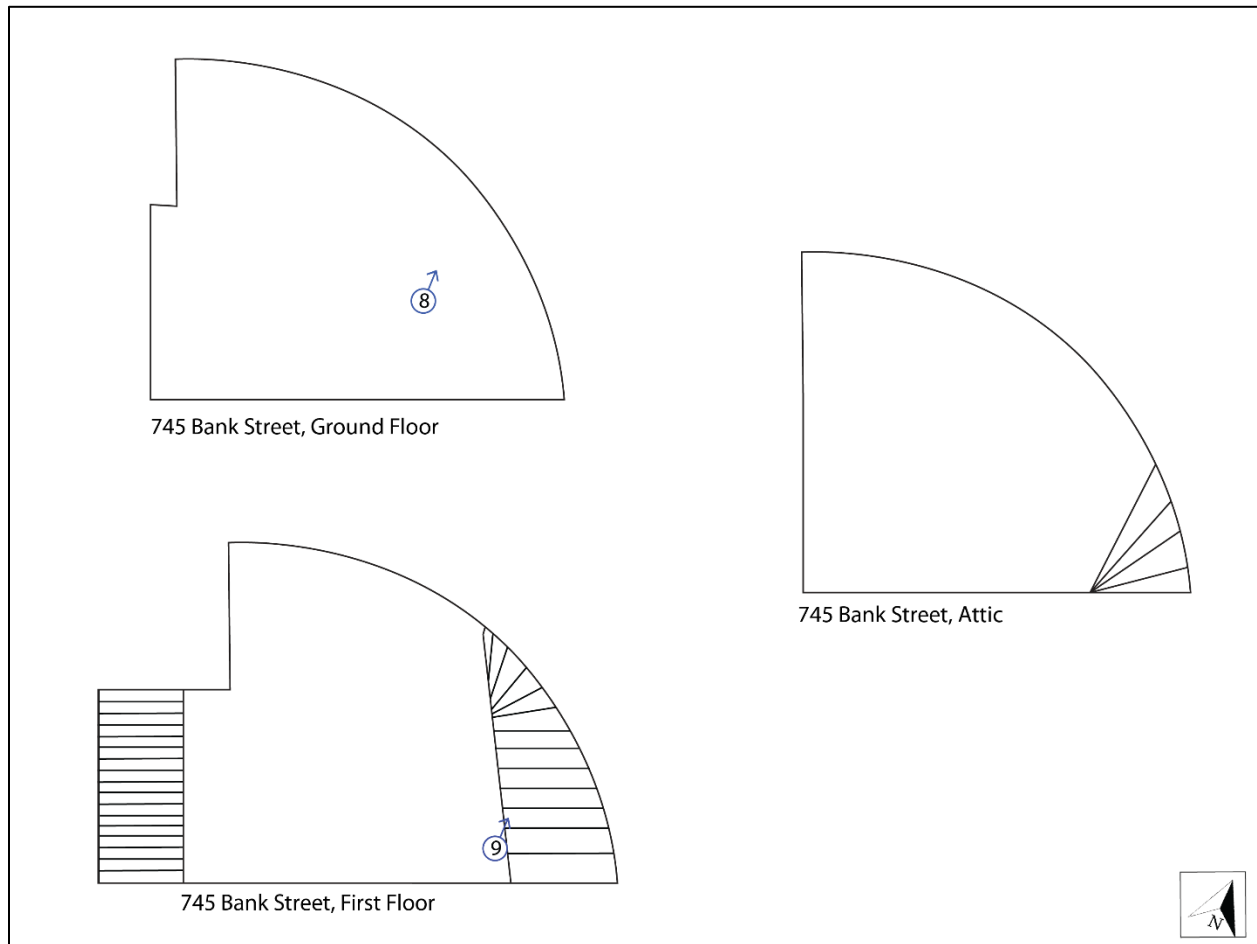 8
745 Bank Street, Ground Floor
745 Bank Street, Attic
9
745 Bank Street, First Floor
N